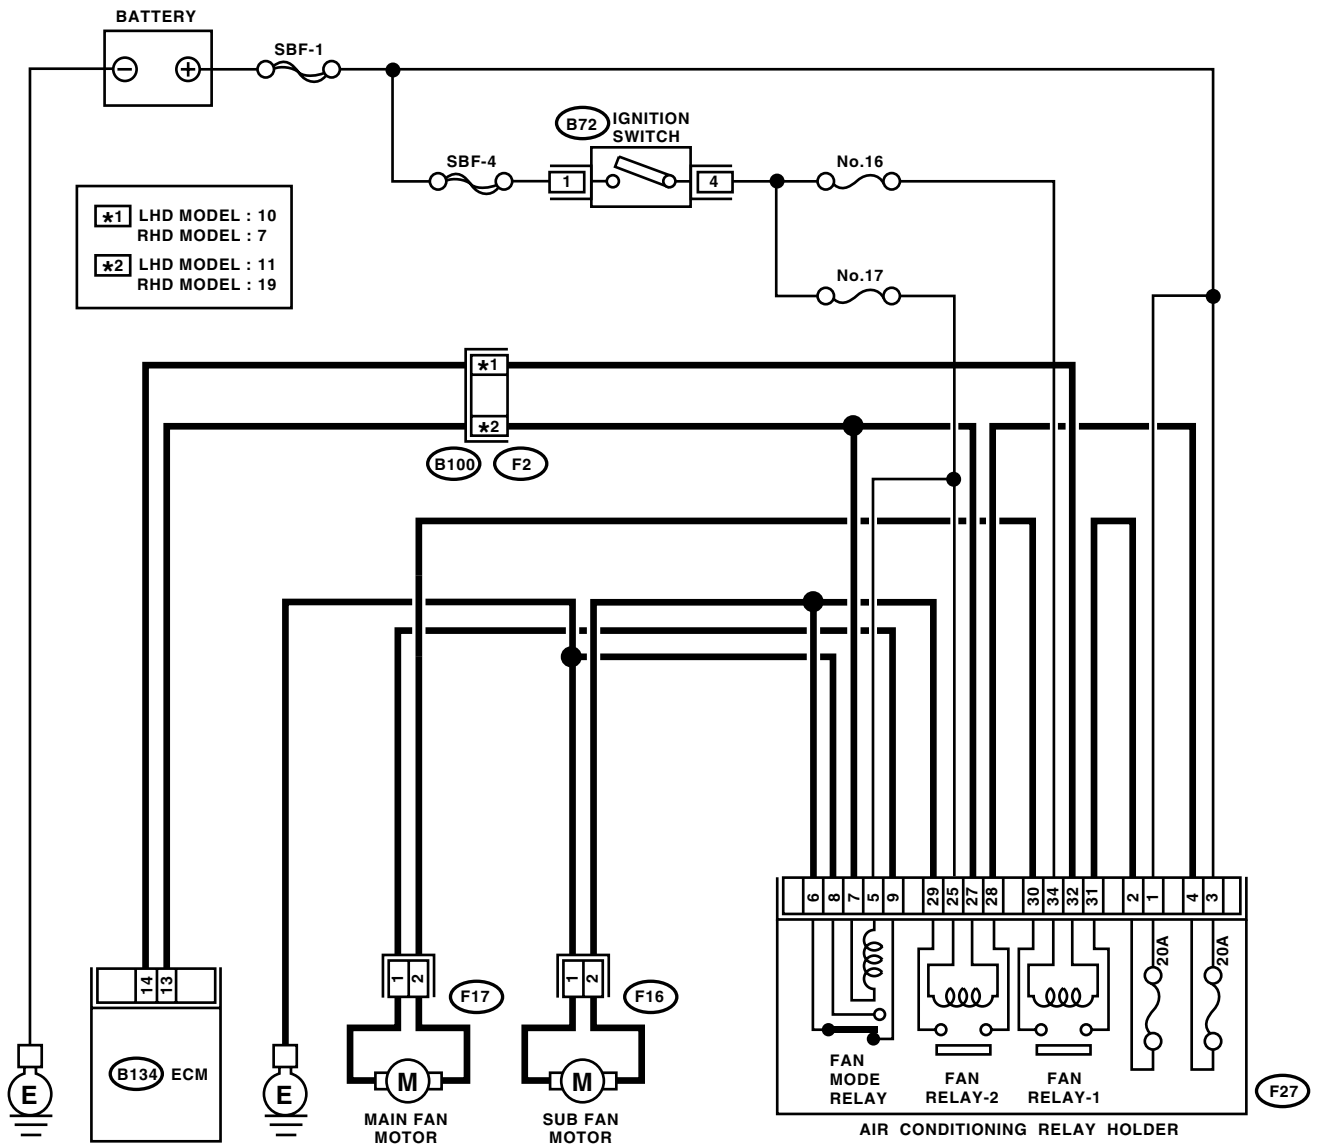 BATTERY
− +
SBF-1
B72
IGNITION
SWITCH
SBF-4
1
4
No.16
*1 LHD MODEL : 10
RHD MODEL : 7
*2 LHD MODEL : 11
RHD MODEL : 19
No.17
*1
*2
B100
F2
6 8 7 5 9 29 25 27 28 30 34 32 31 2 1 4 3
20A
20A
14 13
1 2
F17
1 2
F16
B134
ECM
E
E
M
M
MAIN FAN
MOTOR
SUB FAN
MOTOR
FAN
MODE
RELAY
FAN
RELAY-2
FAN
RELAY-1
F27
AIR CONDITIONING RELAY HOLDER